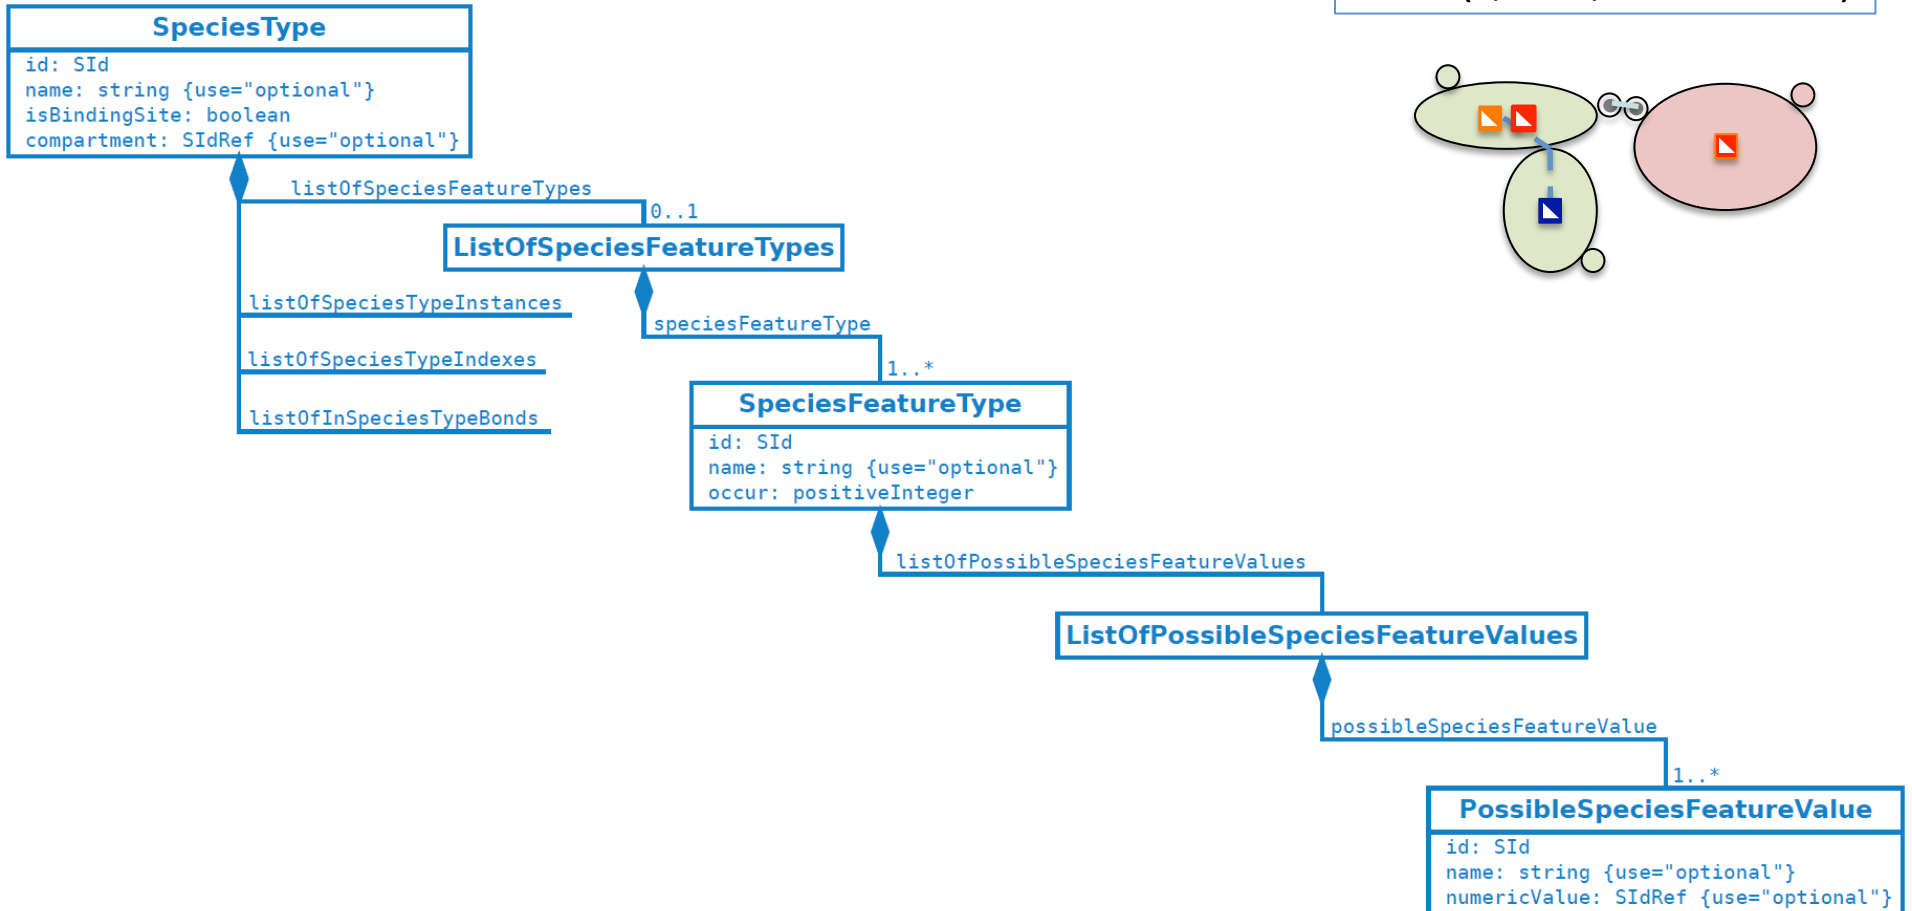 SpeciesType
id: SId
name: string {use="optional"}
isBindingSite: boolean
compartment: SIdRef {use="optional"}
listOfSpeciesFeatureTypes
0..1
ListOfSpeciesFeatureTypes
listOfSpeciesTypeInstances
speciesFeatureType
listOfSpeciesTypeIndexes
1..*
SpeciesFeatureType
listOfInSpeciesTypeBonds
id: SId
name: string {use="optional"}
occur: positiveInteger
listOfPossibleSpeciesFeatureValues
ListOfPossibleSpeciesFeatureValues
possibleSpeciesFeatureValue
1..*
PossibleSpeciesFeatureValue
id: SId
name: string {use="optional"}
numericValue: SIdRef {use="optional"}